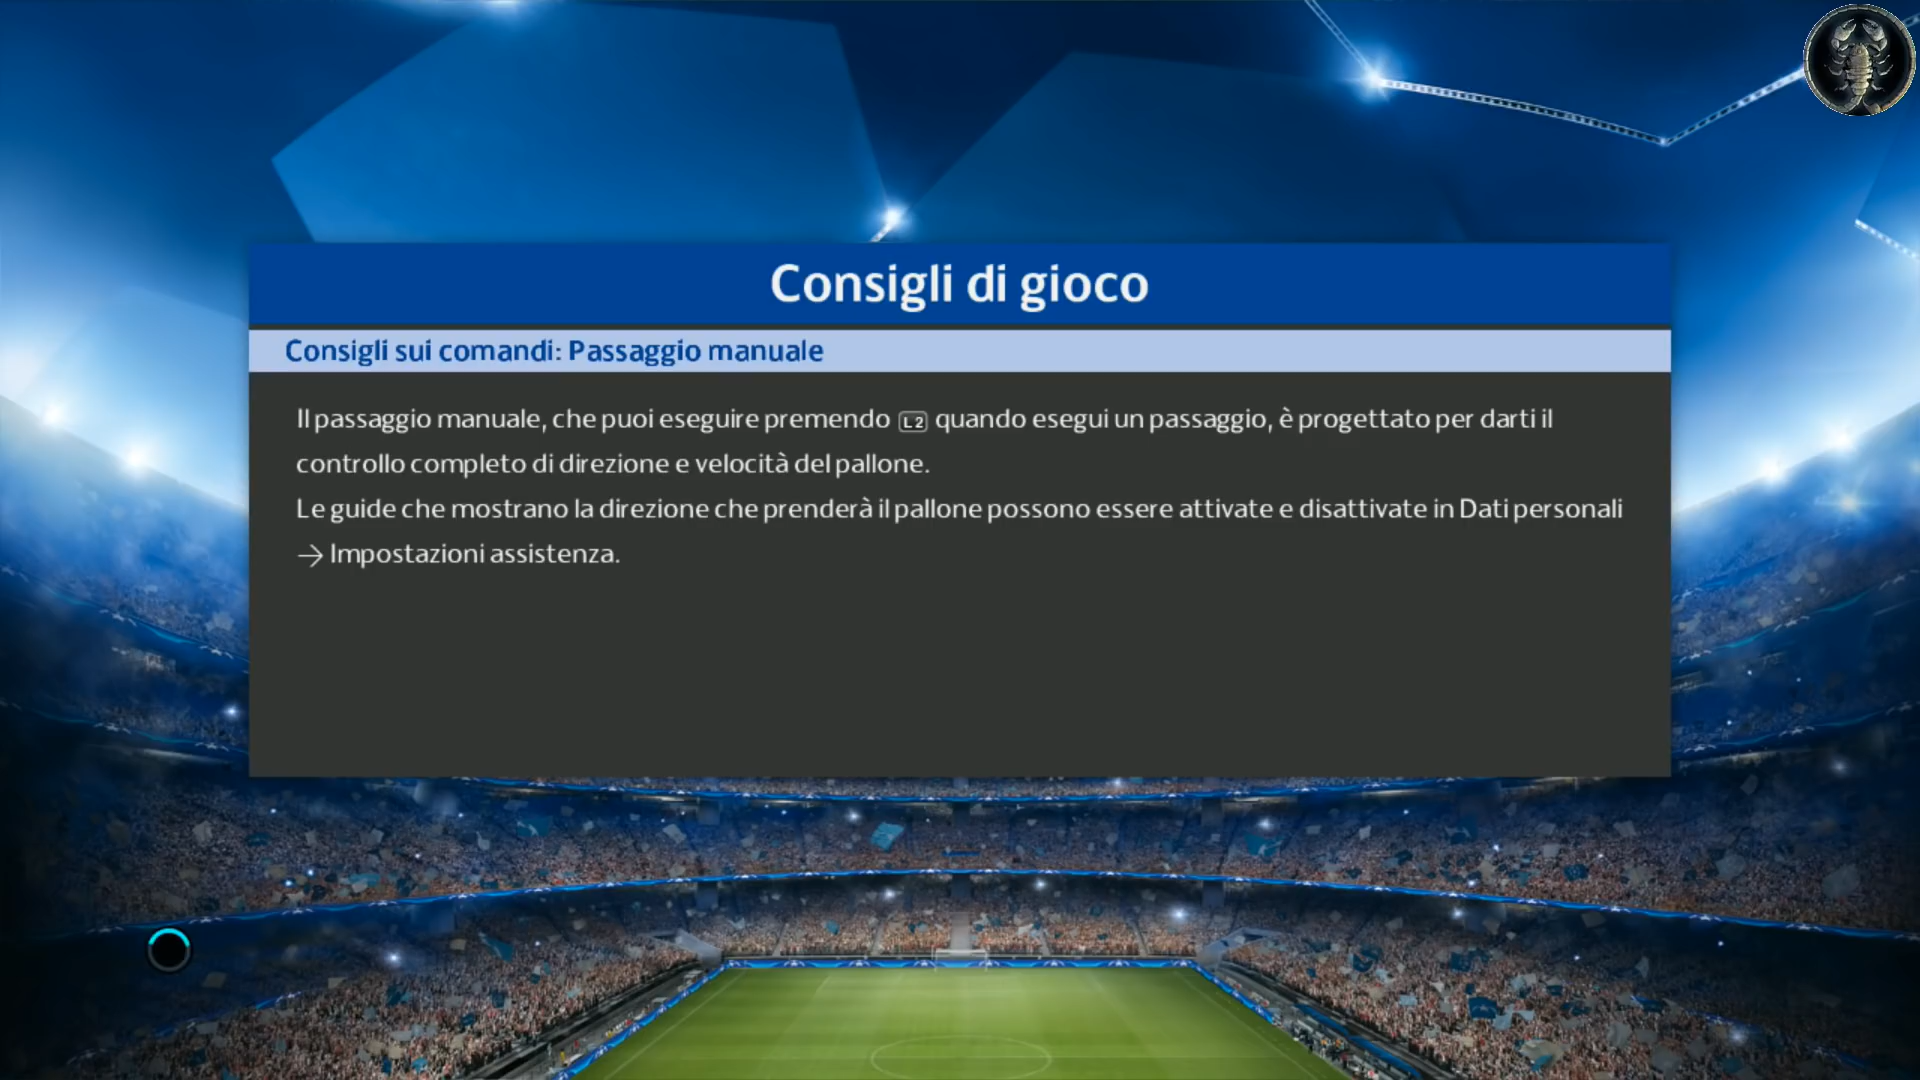 Consigli di gioco
Consigli sui comandi: Passaggio manuale
Il passaggio manuale, che puoi eseguire premendo L2 quando esegui un passaggio, è progettato per darti il
controllo completo di direzione e velocità del pallone.
Le guide che mostrano la direzione che prenderà il pallone possono essere attivate e disattivate in Dati personali
→ Impostazioni assistenza.